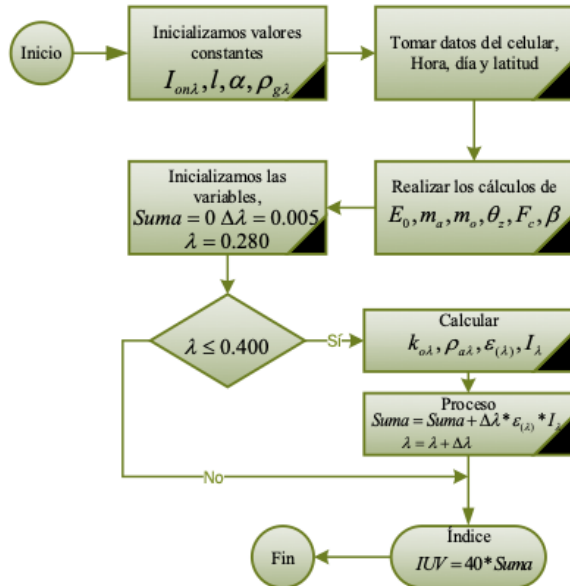 Inicio
Inicializamos valores
constantes
I_{onλ}, l, α, ρ_{gλ}
Tomar datos del celular,
Hora, día y latitud
Realizar los cálculos de
E_0, m_a, m_o, θ_z, F_c, β
Inicializamos las
variables,
Suma = 0 Δλ = 0.005
λ = 0.280
λ ≤ 0.400
Sí
Calcular
k_{oλ}, ρ_{aλ}, ε_{(λ)}, I_λ
Proceso
Suma = Suma + Δλ * ε_{(λ)} * I_λ
λ = λ + Δλ
No
Índice
IUV = 40 * Suma
Fin